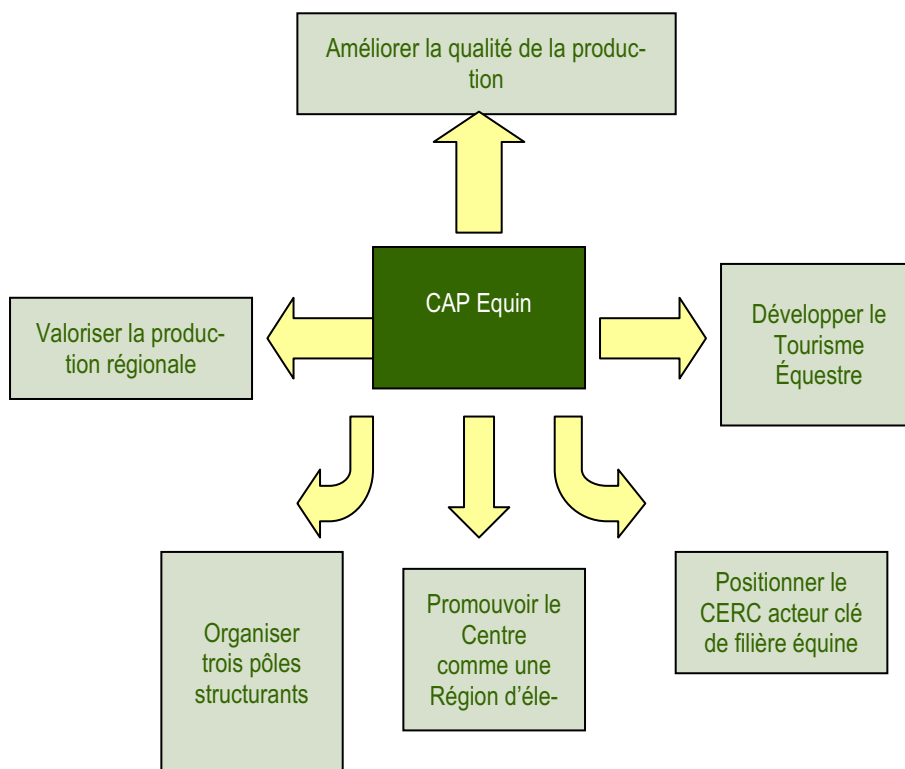 Améliorer la qualité de la produc-
tion
CAP Equin
Valoriser la produc-
tion régionale
Développer le
Tourisme
Équestre
Organiser
trois pôles
structurants
Promouvoir le
Centre
comme une
Région d'éle-
Positionner le
CERC acteur clé
de filière équine